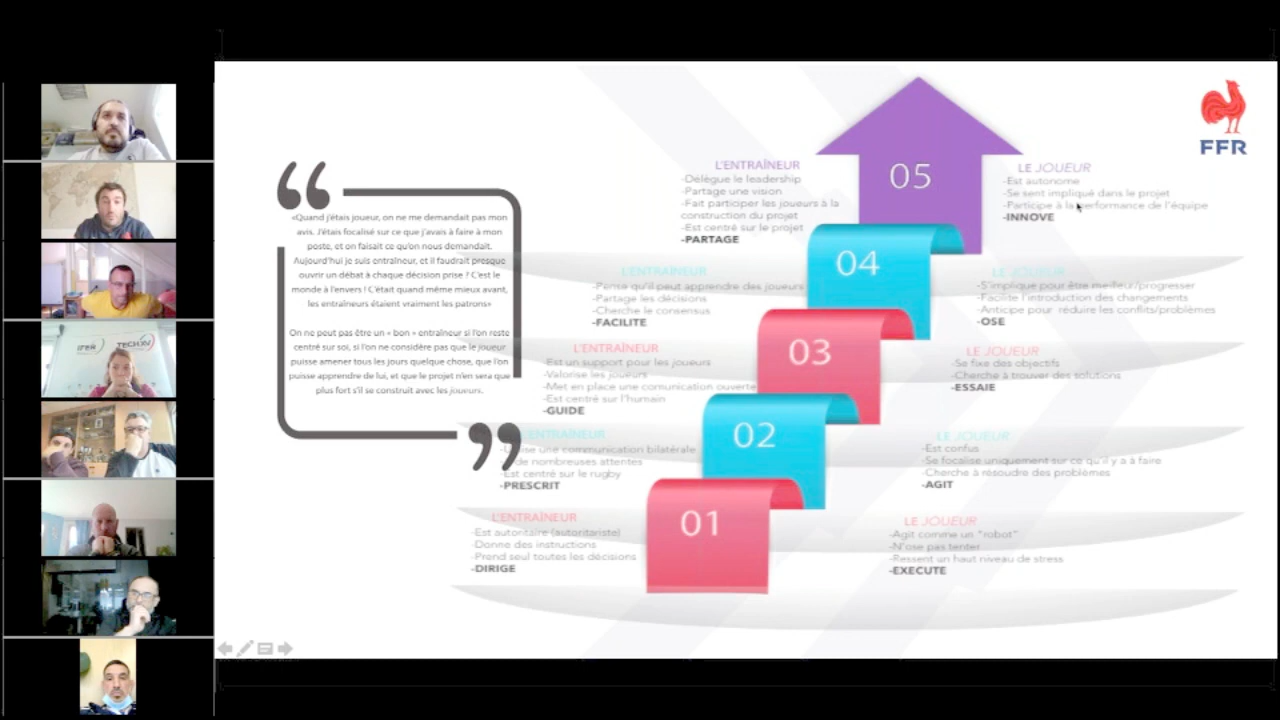 FFR
«Quand j'étais joueur, on ne me demandait pas mon
avis. J'étais focalisé sur ce que j'avais à faire à mon
poste, et on faisait ce qu'on nous demandait.
Aujourd'hui je suis entraîneur, et il faudrait presque
ouvrir un débat à chaque décision prise ! C'est le
monde à l'envers ! C'était quand même mieux avant,
les entraîneurs étaient vraiment les patrons»
On ne peut pas être un « bon » entraîneur si l'on reste
centré sur soi, si l'on ne considère pas que le joueur
puisse amener tous les jours quelque chose, que l'on
puisse apprendre de lui, et que le projet n'en sera que
plus fort s'il se construit avec les joueurs.
05
L'ENTRAÎNEUR
-Délègue le leadership
-Partage une vision
-Fait participer les joueurs à la
construction du projet
-Est centré sur le projet
-PARTAGE
LE JOUEUR
-Est autonome
-Se sent impliqué dans le projet
-Participe à la performance de l'équipe
-INNOVE
04
L'ENTRAÎNEUR
-Pense qu'il peut apprendre des joueurs
-Partage les décisions
-Cherche le consensus
-FACILITE
LE JOUEUR
-S'implique pour être meilleur/progresser
-Facilite l'introduction des changements
-Anticipe pour réduire les conflits/problèmes
-OSE
03
L'ENTRAÎNEUR
-Est un support pour les joueurs
-Valorise les joueurs
-Met en place une comunication ouverte
-Est centré sur l'humain
-GUIDE
LE JOUEUR
-Se fixe des objectifs
-Cherche à trouver des solutions
-ESSAIE
02
ENTRAÎNEUR
une communication bilatérale
de nombreuses attentes
-Est centré sur le rugby
-PRESCRIT
LE JOUEUR
-Est confus
-Se focalise uniquement sur ce qu'il y a à faire
-Cherche à résoudre des problèmes
-AGIT
01
L'ENTRAÎNEUR
-Est autoritaire (autoritariste)
-Donne des instructions
-Prend seul toutes les décisions
-DIRIGE
LE JOUEUR
-Agit comme un "robot"
-N'ose pas tenter
-Ressent un haut niveau de stress
-EXECUTE
IFER
TECHXV